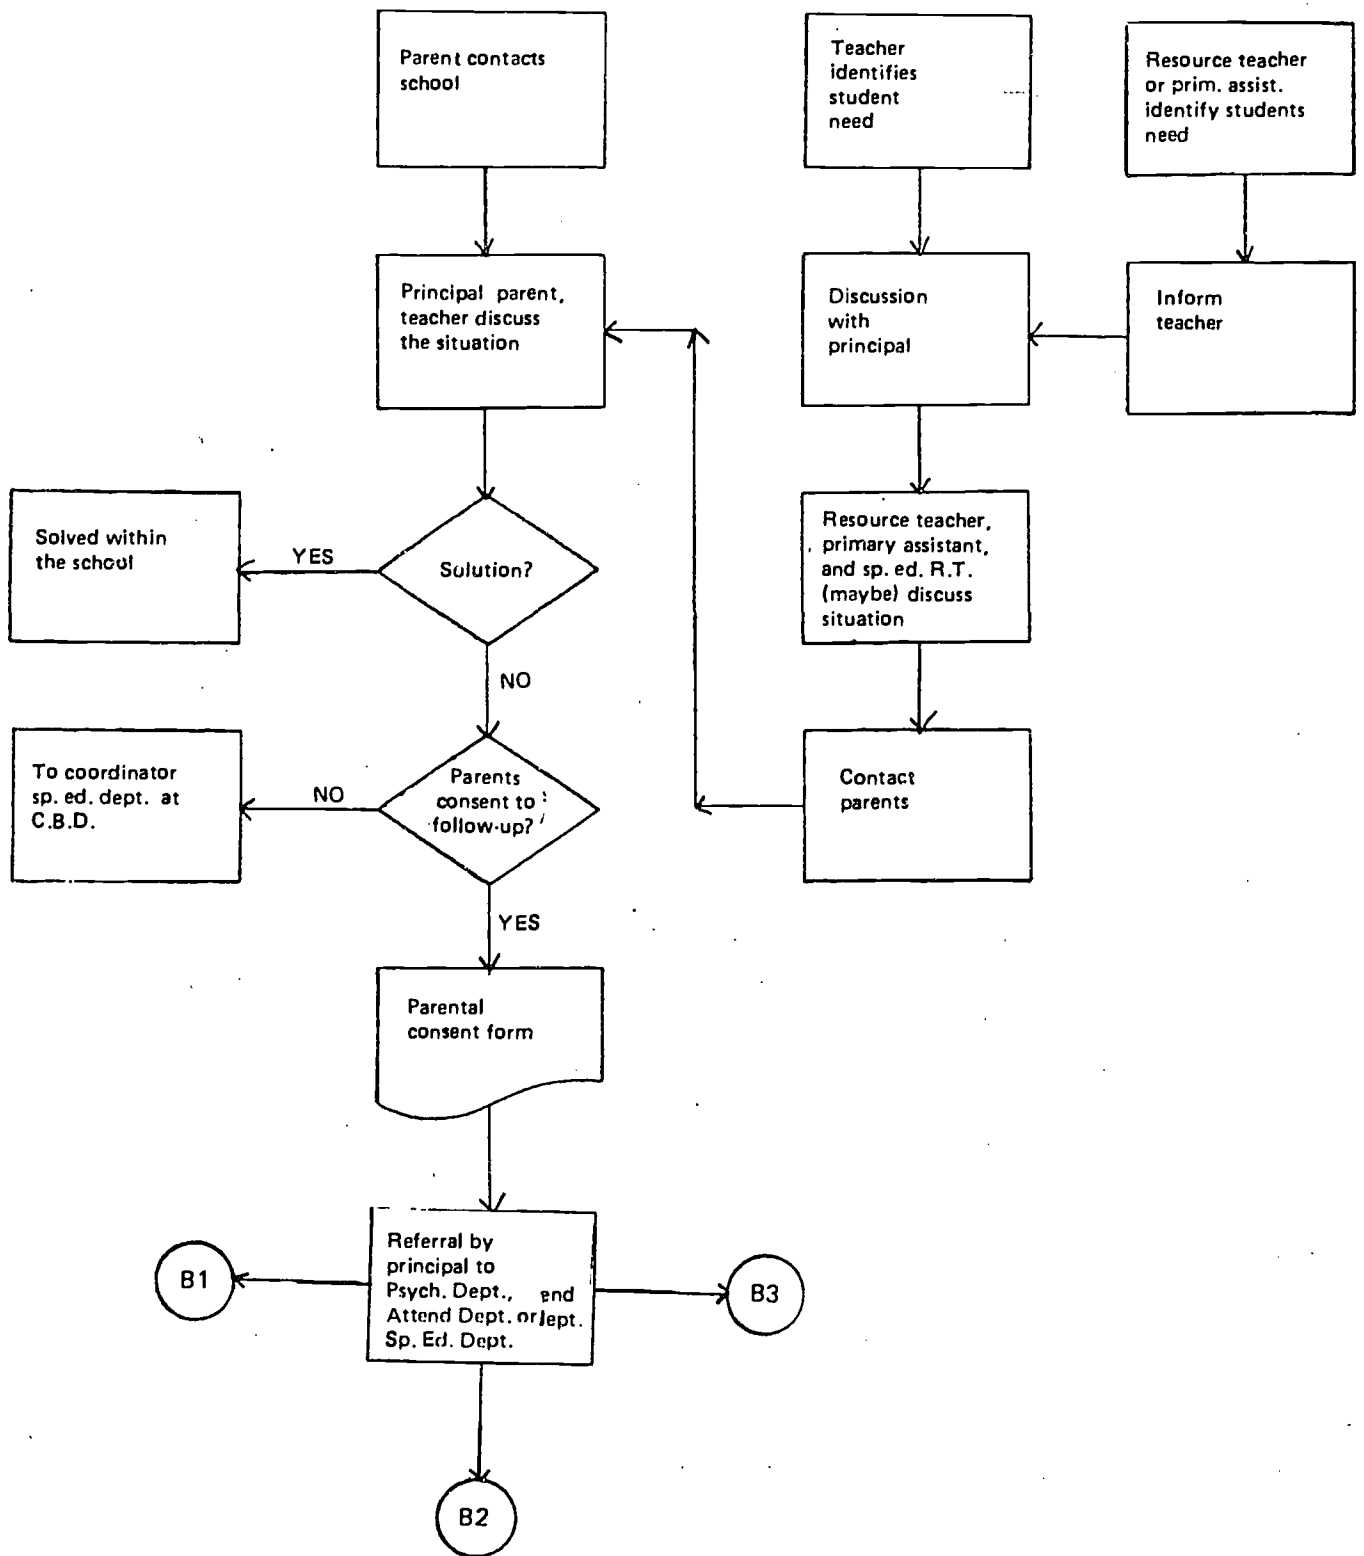 Parent contacts
school
Teacher
identifies
student
need
Resource teacher
or prim. assist.
identify students
need
Principal parent,
teacher discuss
the situation
Discussion
with
principal
Inform
teacher
Solved within
the school
YES
Solution?
Resource teacher,
primary assistant,
and sp. ed. R.T.
(maybe) discuss
situation
NO
To coordinator
sp. ed. dept. at
C.B.D.
NO
Parents
consent to
follow-up?
Contact
parents
YES
Parental
consent form
B1
Referral by
principal to
Psych. Dept., end
Attend Dept. or ept.
Sp. Ed. Dept.
B3
B2